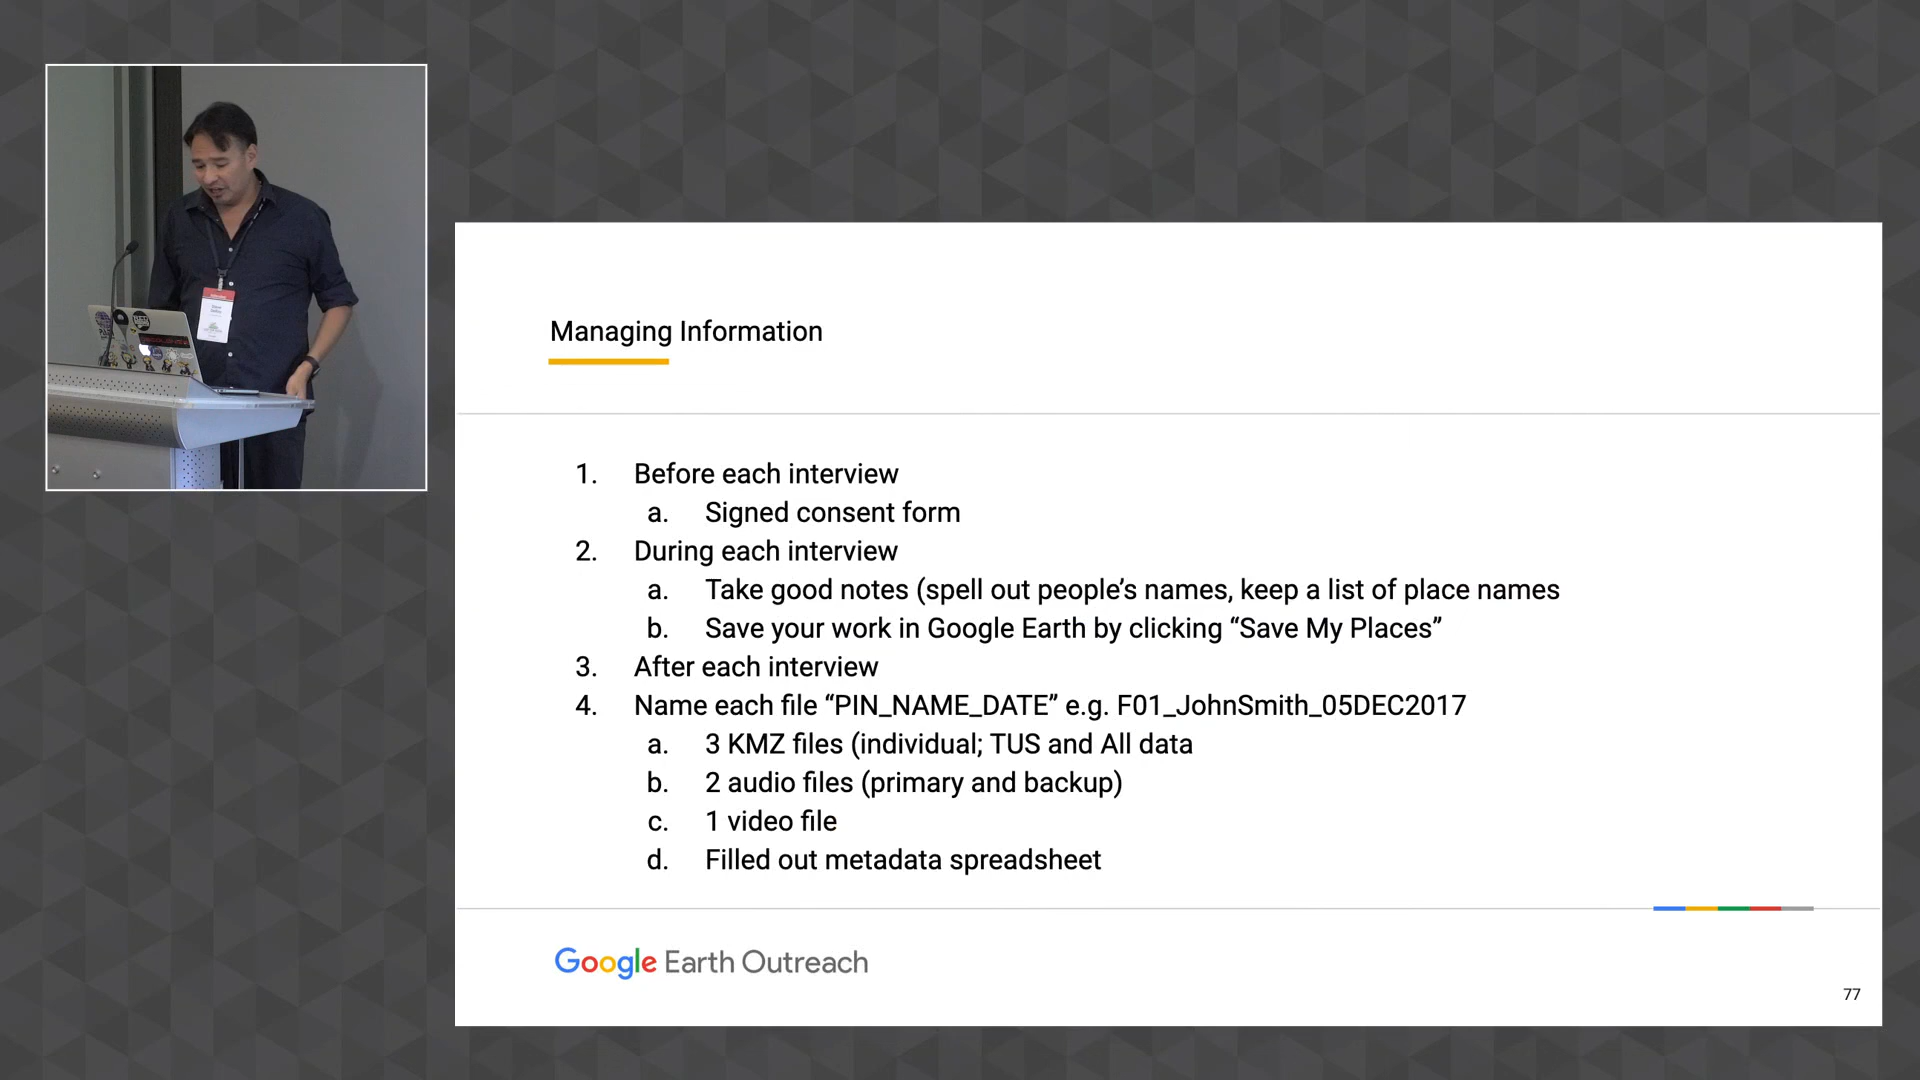 Managing Information
1. Before each interview
a. Signed consent form
2. During each interview
a. Take good notes (spell out people’s names, keep a list of place names
b. Save your work in Google Earth by clicking “Save My Places”
3. After each interview
4. Name each file “PIN_NAME_DATE” e.g. F01_JohnSmith_05DEC2017
a. 3 KMZ files (individual; TUS and All data
b. 2 audio files (primary and backup)
c. 1 video file
d. Filled out metadata spreadsheet
Google Earth Outreach
77